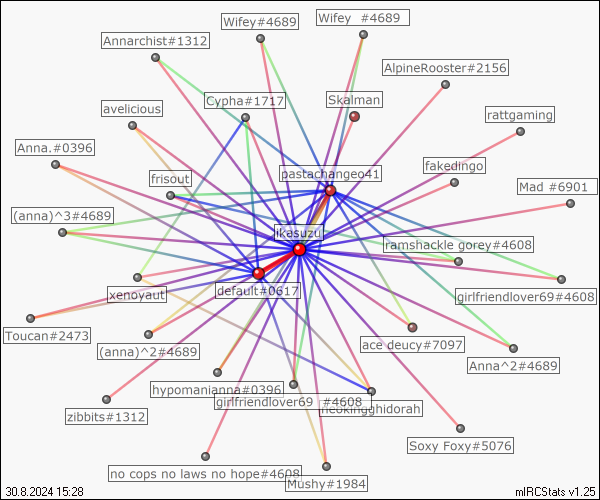 Wifey#4689
Wifey  #4689
Annarchist#1312
AlpineRooster#2156
avelicious
Cypha#1717
Skalman
rattgaming
Anna.#0396
frisout
pastachangeo41
fakedingo
Mad #6901
(anna)^3#4689
likasuzu
ramshackle gorey#4608
xenoyaut
default#0617
girlfriendlover69#4608
Toucan#2473
(anna)^2#4689
ace deucy#7097
Anna^2#4689
hypomanianna#0396
girlfriendlover69 #4608
neokingghidorah
zibbits#1312
Soxy Foxy#5076
no cops no laws no hope#4608
Mushy#1984
30.8.2024 15:28
mIRCStats v1.25